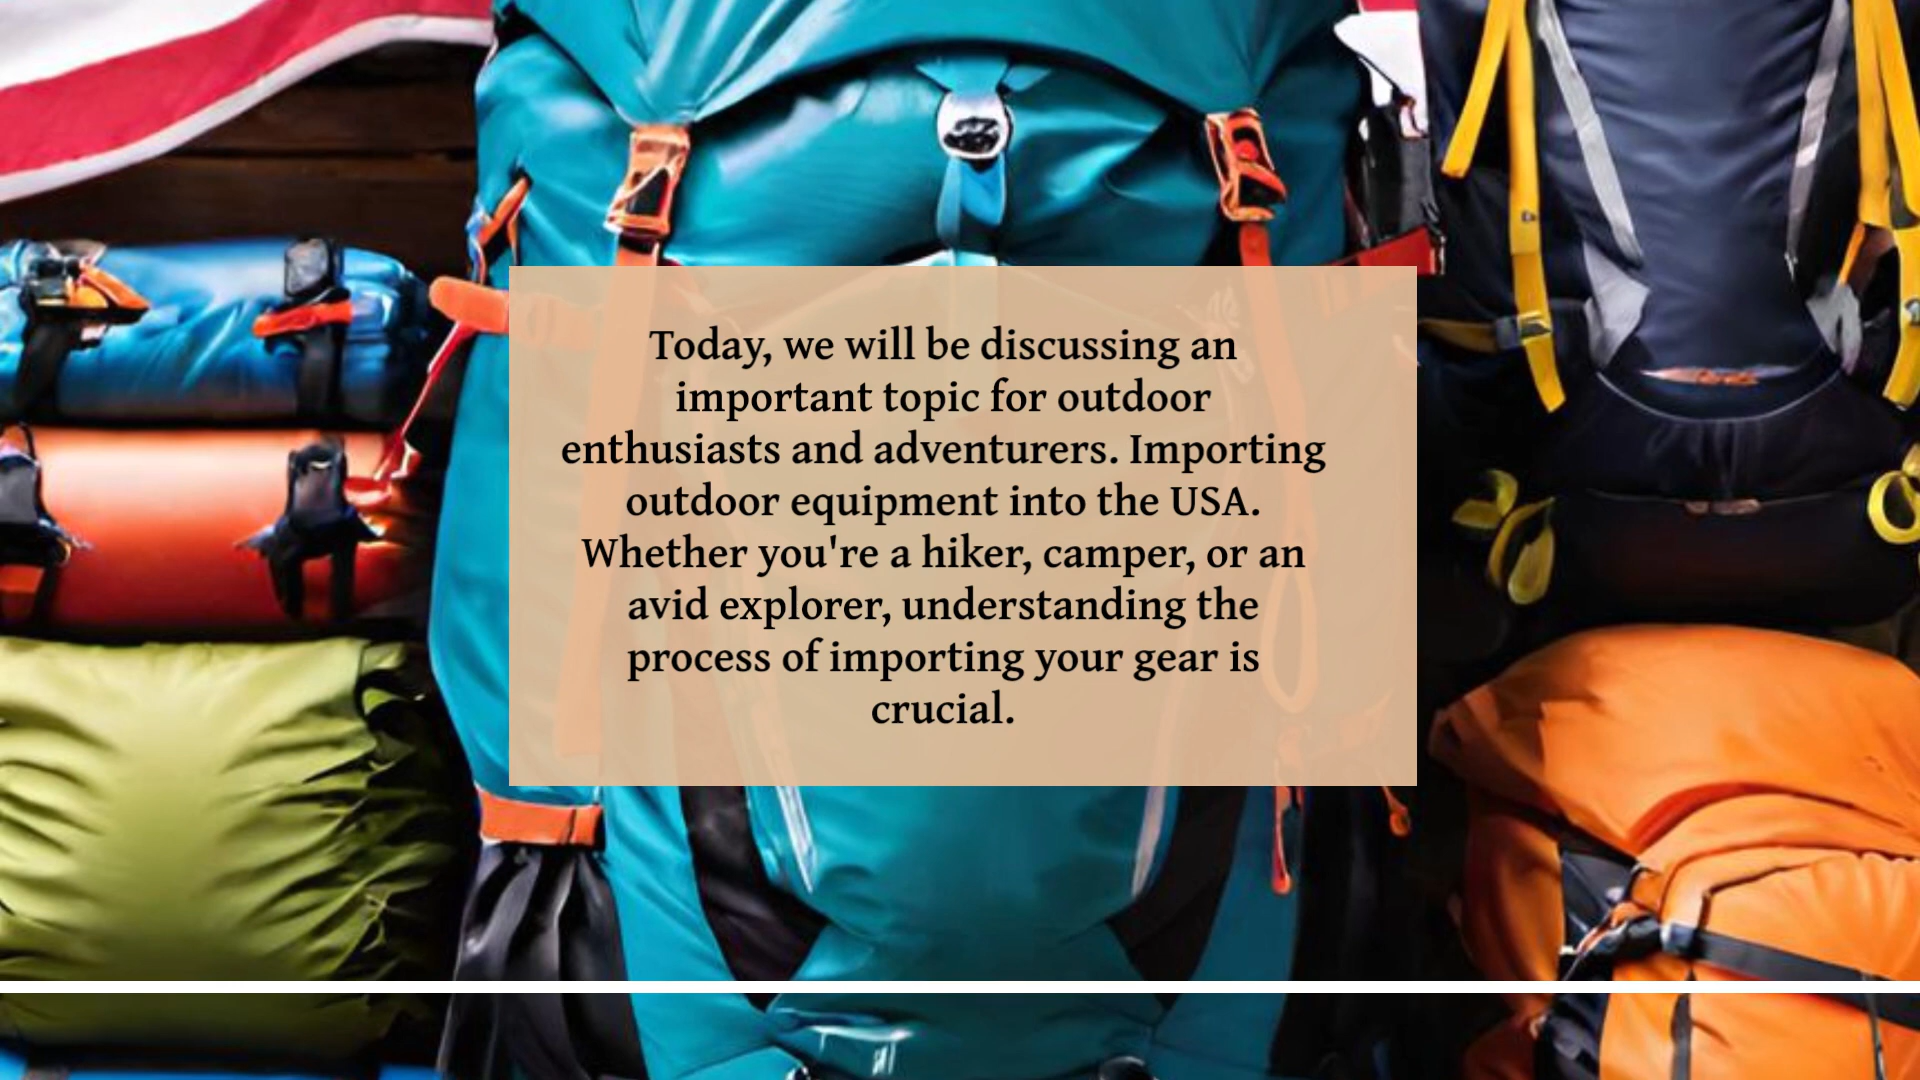 Today, we will be discussing an
important topic for outdoor
enthusiasts and adventurers. Importing
outdoor equipment into the USA.
Whether you're a hiker, camper, or an
avid explorer, understanding the
process of importing your gear is
crucial.